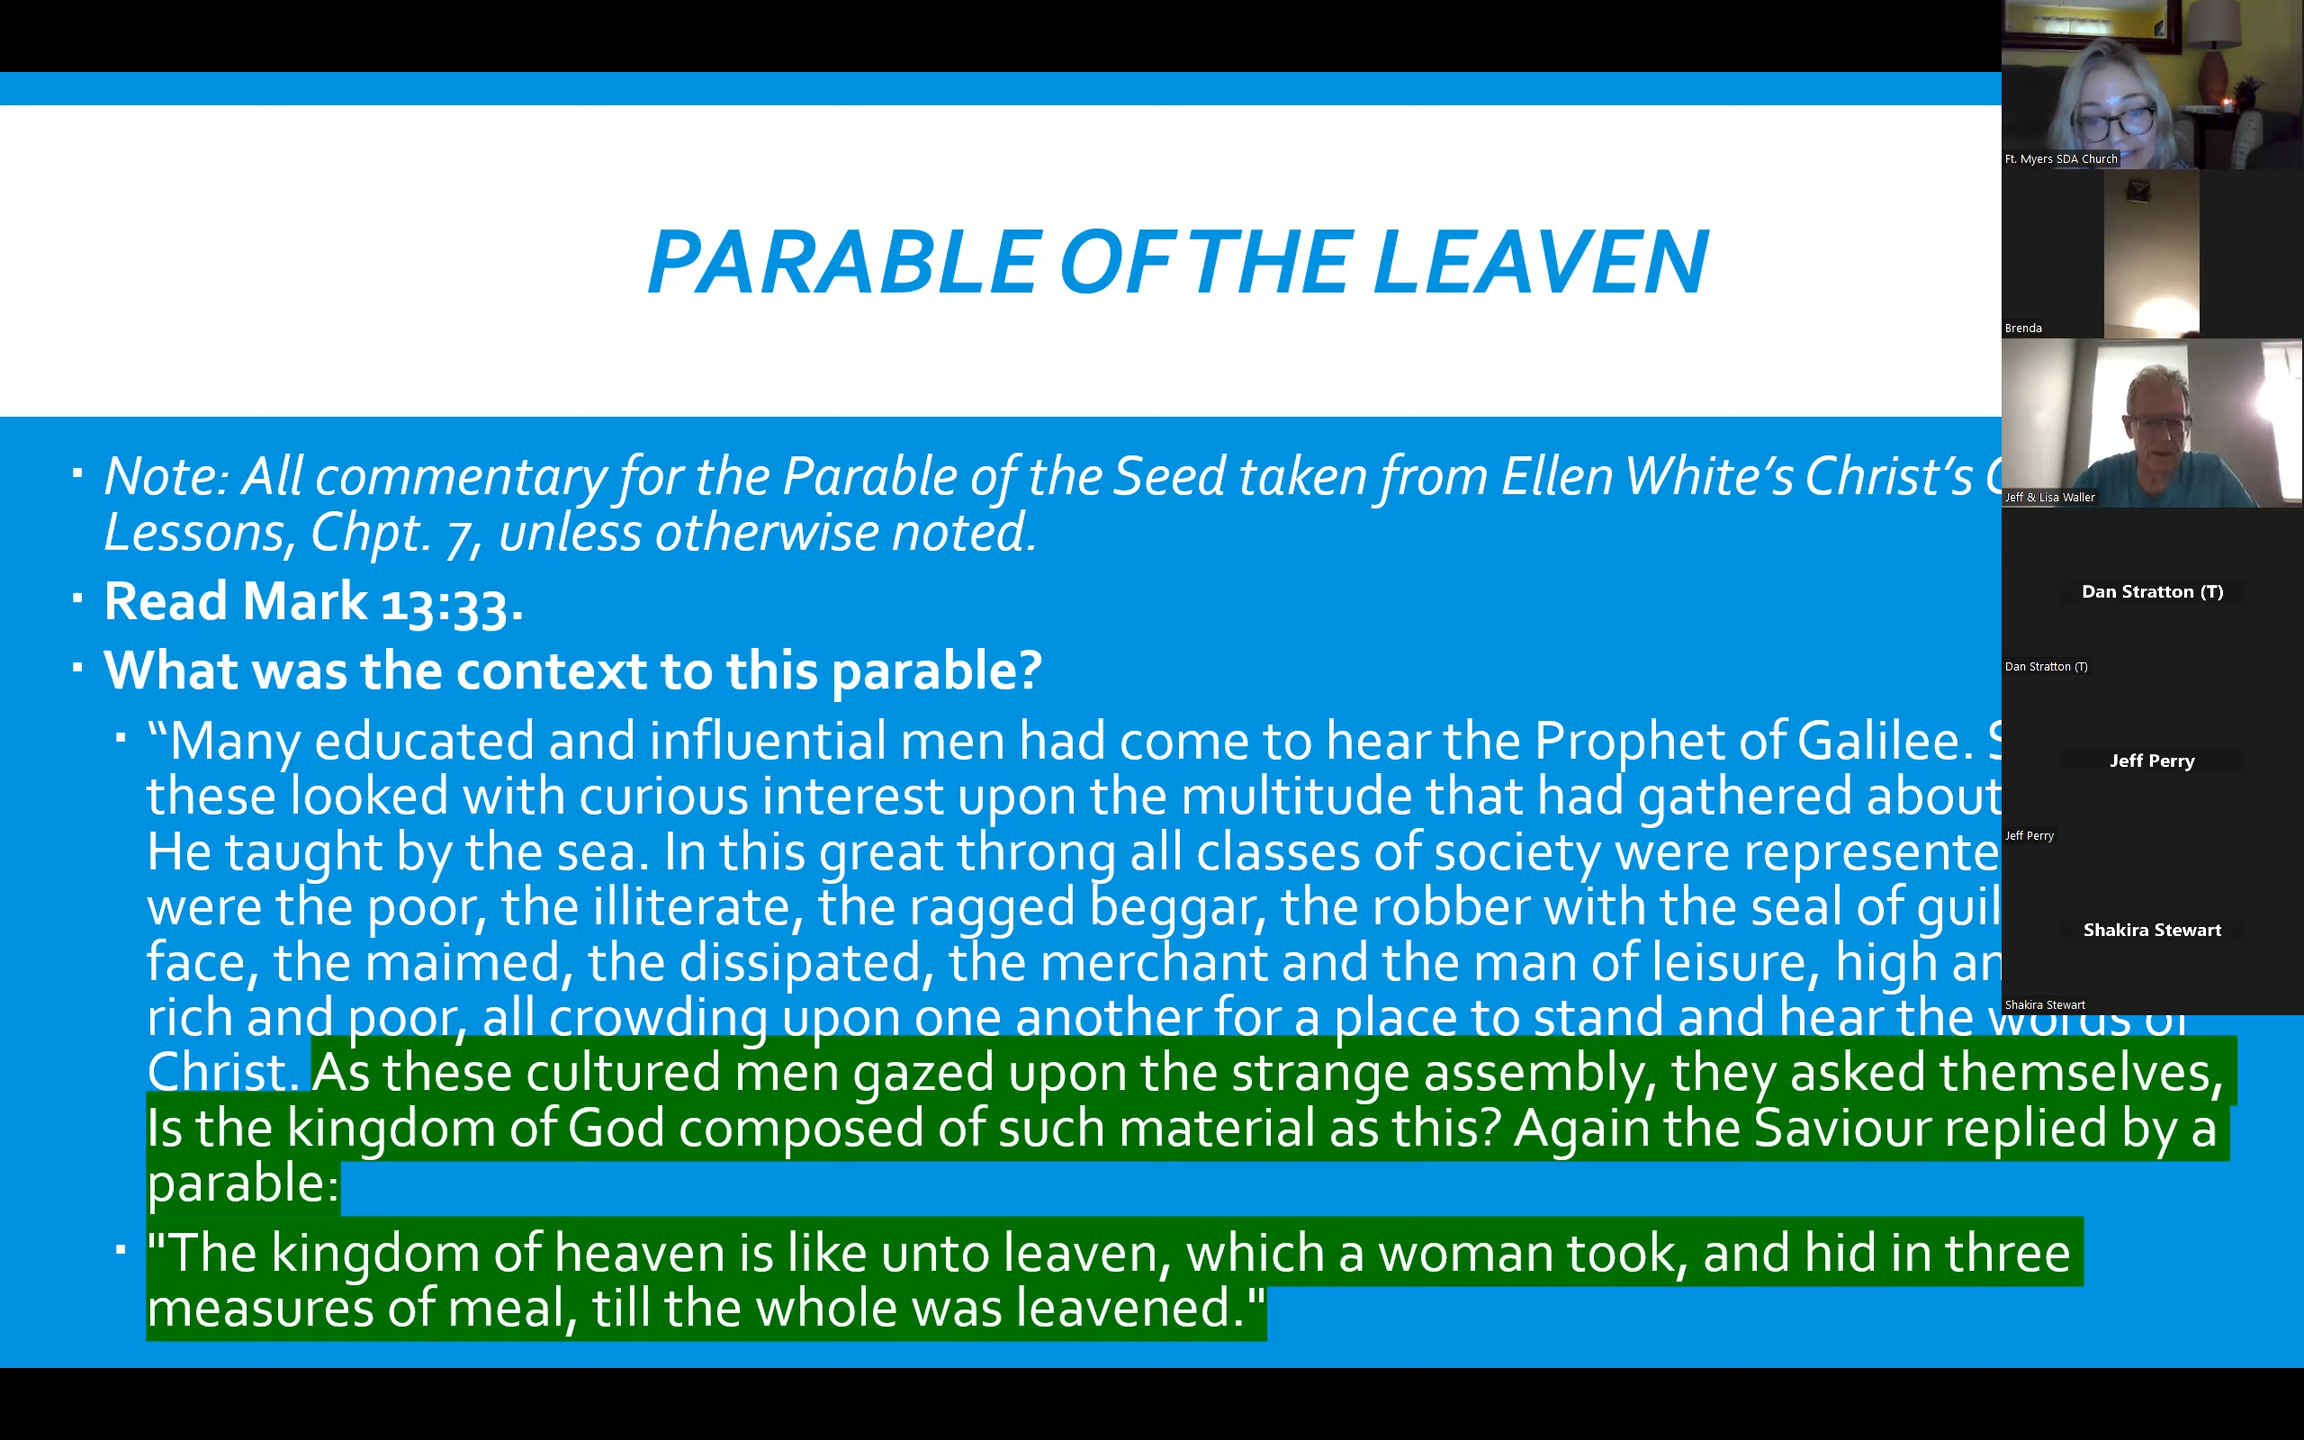 PARABLE OF THE LEAVEN
Note: All commentary for the Parable of the Seed taken from Ellen White's Christ's
Lessons, Chpt. 7, unless otherwise noted.
Read Mark 13:33.
What was the context to this parable?
“Many educated and influential men had come to hear the Prophet of Galilee.
these looked with curious interest upon the multitude that had gathered about
He taught by the sea. In this great throng all classes of society were
were the poor, the illiterate, the ragged beggar, the robber with the seal of
face, the maimed, the dissipated, the merchant and the man of leisure, high
rich and poor, all crowding upon one another for a place to stand and hear the words of
Christ. As these cultured men gazed upon the strange assembly, they asked themselves,
Is the kingdom of God composed of such material as this? Again the Saviour replied by a
parable:
"The kingdom of heaven is like unto leaven, which a woman took, and hid in three
measures of meal, till the whole was leavened."
Ft. Myers SDA Church
Brenda
Jeff & Lisa Waller
Dan Stratton (T)
Dan Stratton (T)
Jeff Perry
Jeff Perry
Shakira Stewart
Shakira Stewart